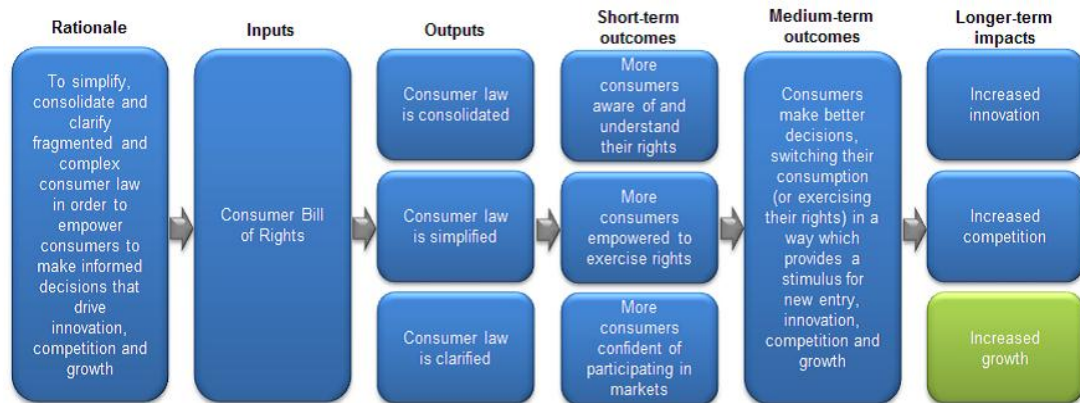 Rationale
To simplify,
consolidate and
clarify
fragmented and
complex
consumer law
in order to
empower
consumers to
make informed
decisions that
drive
innovation,
competition and
growth
Inputs
Consumer Bill
of Rights
Outputs
Consumer law
is consolidated
Consumer law
is simplified
Consumer law
is clarified
Short-term
outcomes
More
consumers
aware of and
understand
their rights
More
consumers
empowered to
exercise rights
More
consumers
confident of
participating in
markets
Medium-term
outcomes
Consumers
make better
decisions,
switching their
consumption
(or exercising
their rights) in a
way which
provides a
stimulus for
new entry,
innovation,
competition and
growth
Longer-term
impacts
Increased
innovation
Increased
competition
Increased
growth